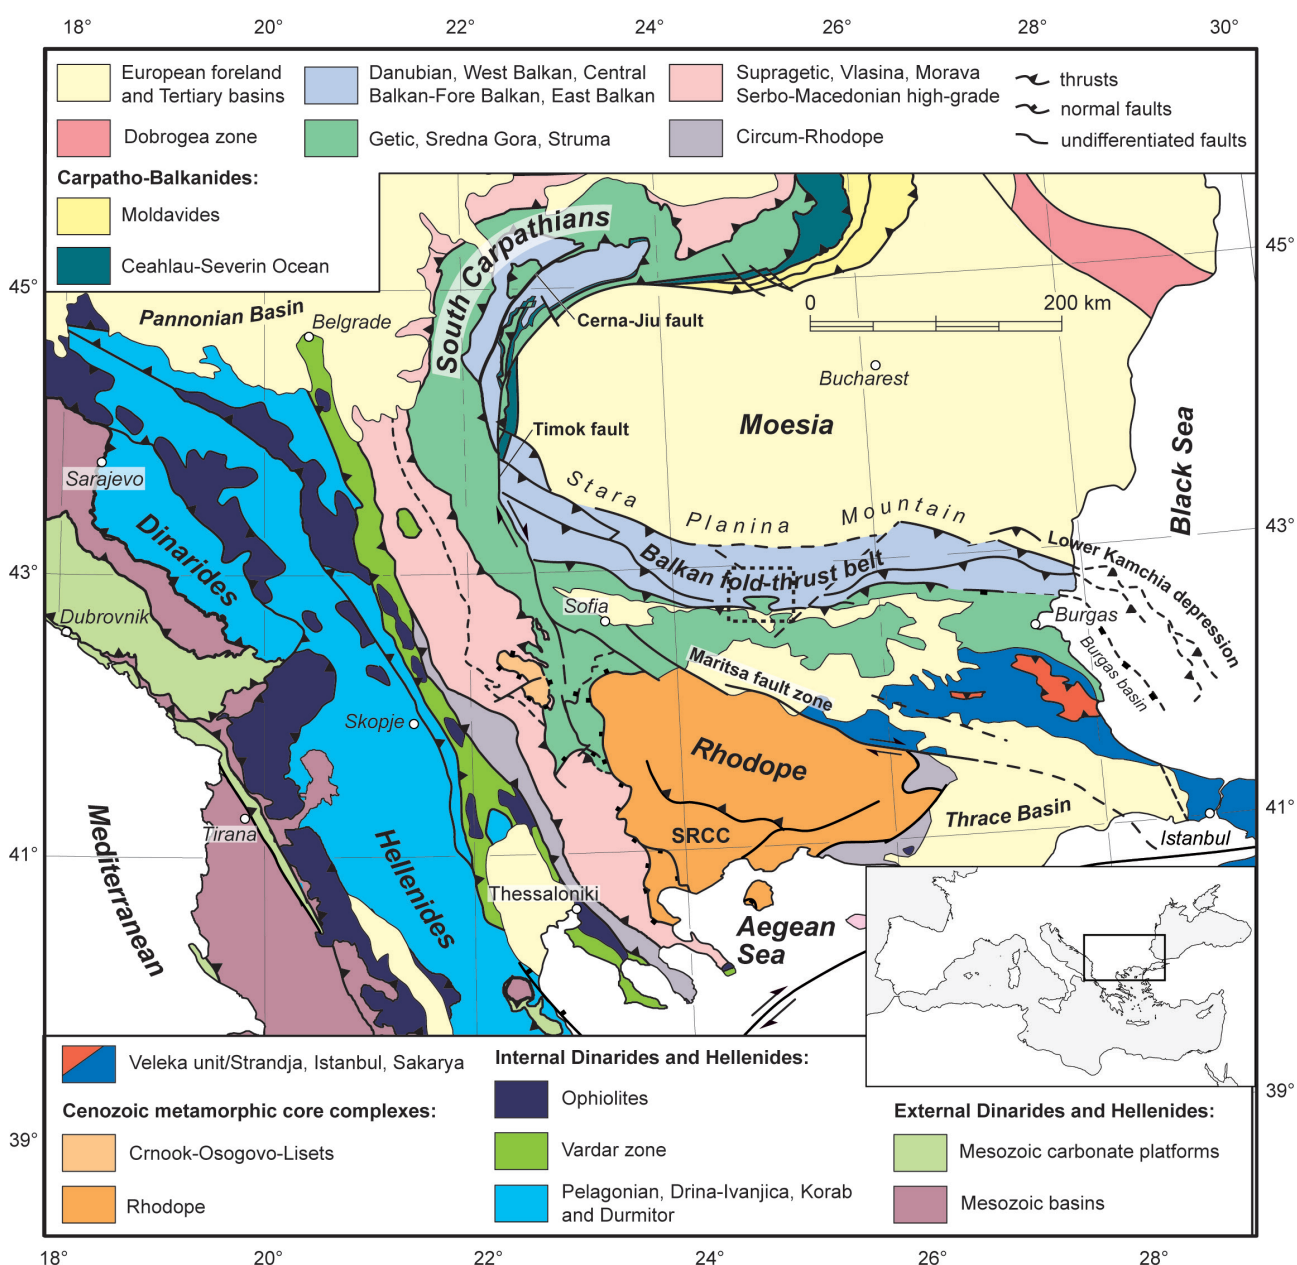 18° 20° 22° 24° 26° 28° 30°
European foreland
and Tertiary basins
Danubian, West Balkan, Central
Balkan-Fore Balkan, East Balkan
Supragetic, Vlasina, Morava
Serbo-Macedonian high-grade
thrusts
normal faults
undifferentiated faults
Dobrogea zone
Getic, Sredna Gora, Struma
Circum-Rhodope
Carpatho-Balkanides:
Moldavides
Ceahlau-Severin Ocean
45°
45°
South Carpathians
Pannonian Basin
Belgrade
Cerna-Jiu fault
0 200 km
Bucharest
Moesia
Timok fault
Black Sea
Sarajevo
Stara Planina Mountain
Dinarides
43°
43°
Balkan fold-thrust belt
Lower Kamchia depression
Dubrovnik
Sofia
Burgas
Burgas basin
Maritsa fault zone
Skopje
Rhodope
Mediterranean
Tirana
41°
41°
SRCC
Thrace Basin
Istanbul
Hellenides
Thessaloniki
Aegean
Sea
Veleka unit/Strandja, Istanbul, Sakarya
Cenozoic metamorphic core complexes:
Crnook-Osogovo-Lisets
Rhodope
Internal Dinarides and Hellenides:
Ophiolites
Vardar zone
Pelagonian, Drina-Ivanjica, Korab
and Durmitor
External Dinarides and Hellenides:
Mesozoic carbonate platforms
Mesozoic basins
39°
39°
18° 20° 22° 24° 26° 28°